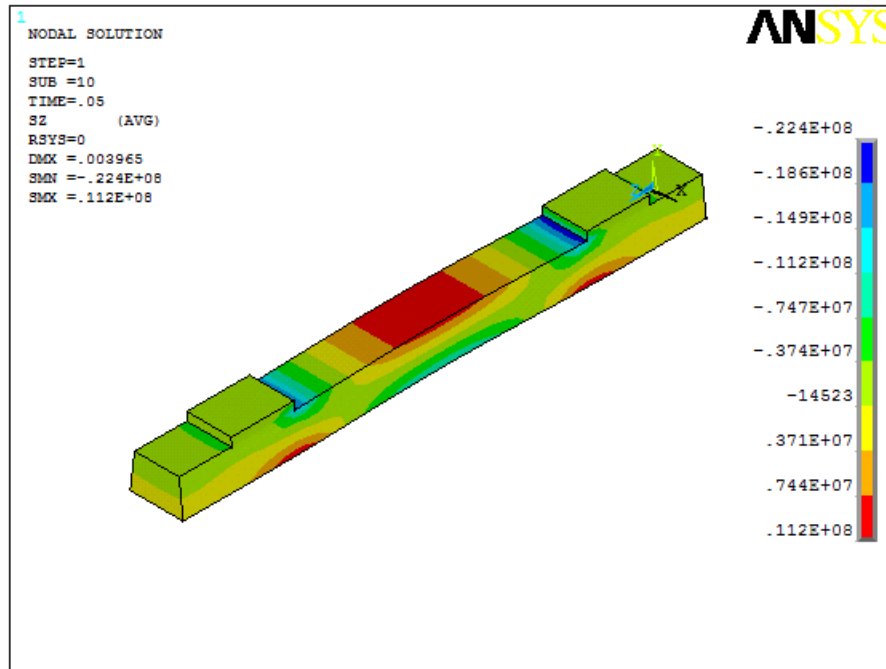 1
NODAL SOLUTION
ANSYS
STEP=1
SUB =10
TIME=.05
SZ (AVG)
RSYS=0
DMX =.003965
SMN =-.224E+08
SMX =.112E+08
X
-.224E+08
-.186E+08
-.149E+08
-.112E+08
-.747E+07
-.374E+07
-14523
.371E+07
.744E+07
.112E+08